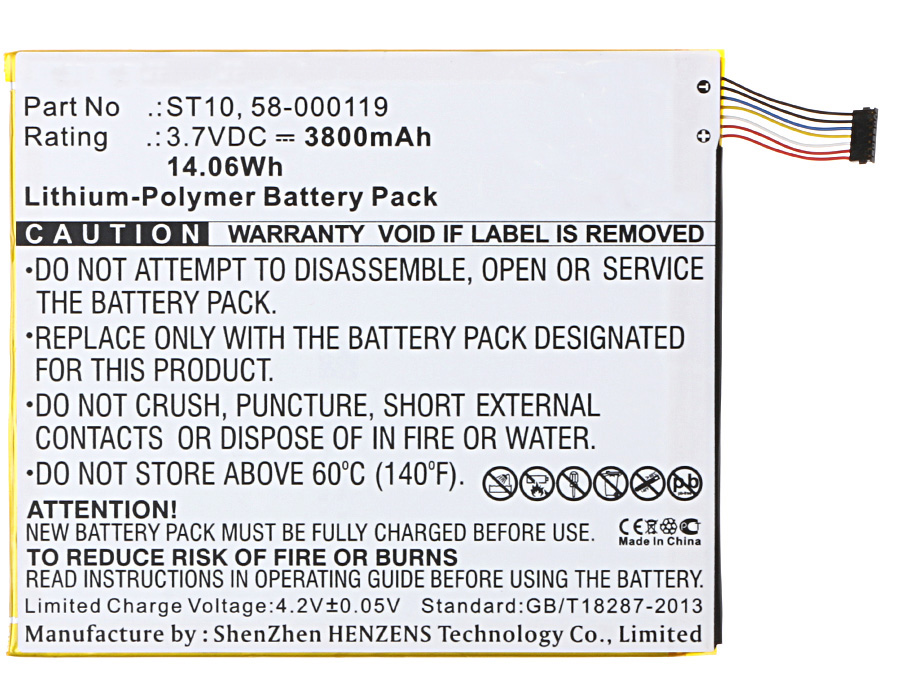 Part No .: ST10, 58-000119
Rating .: 3.7VDC ⎓ 3800mAh
14.06Wh
Lithium-Polymer Battery Pack
CAUTION WARRANTY VOID IF LABEL IS REMOVED
•DO NOT ATTEMPT TO DISASSEMBLE, OPEN OR SERVICE
THE BATTERY PACK.
•REPLACE ONLY WITH THE BATTERY PACK DESIGNATED
FOR THIS PRODUCT.
•DO NOT CRUSH, PUNCTURE, SHORT EXTERNAL
CONTACTS OR DISPOSE OF IN FIRE OR WATER.
•DO NOT STORE ABOVE 60°C (140°F).
pb
ATTENTION!
NEW BATTERY PACK MUST BE FULLY CHARGED BEFORE USE.
CE
Made In China
TO REDUCE RISK OF FIRE OR BURNS
READ INSTRUCTIONS IN OPERATING GUIDE BEFORE USING THE BATTERY.
Limited Charge Voltage:4.2V±0.05V Standard:GB/T18287-2013
Manufacture by : ShenZhen HENZENS Technology Co., Limited